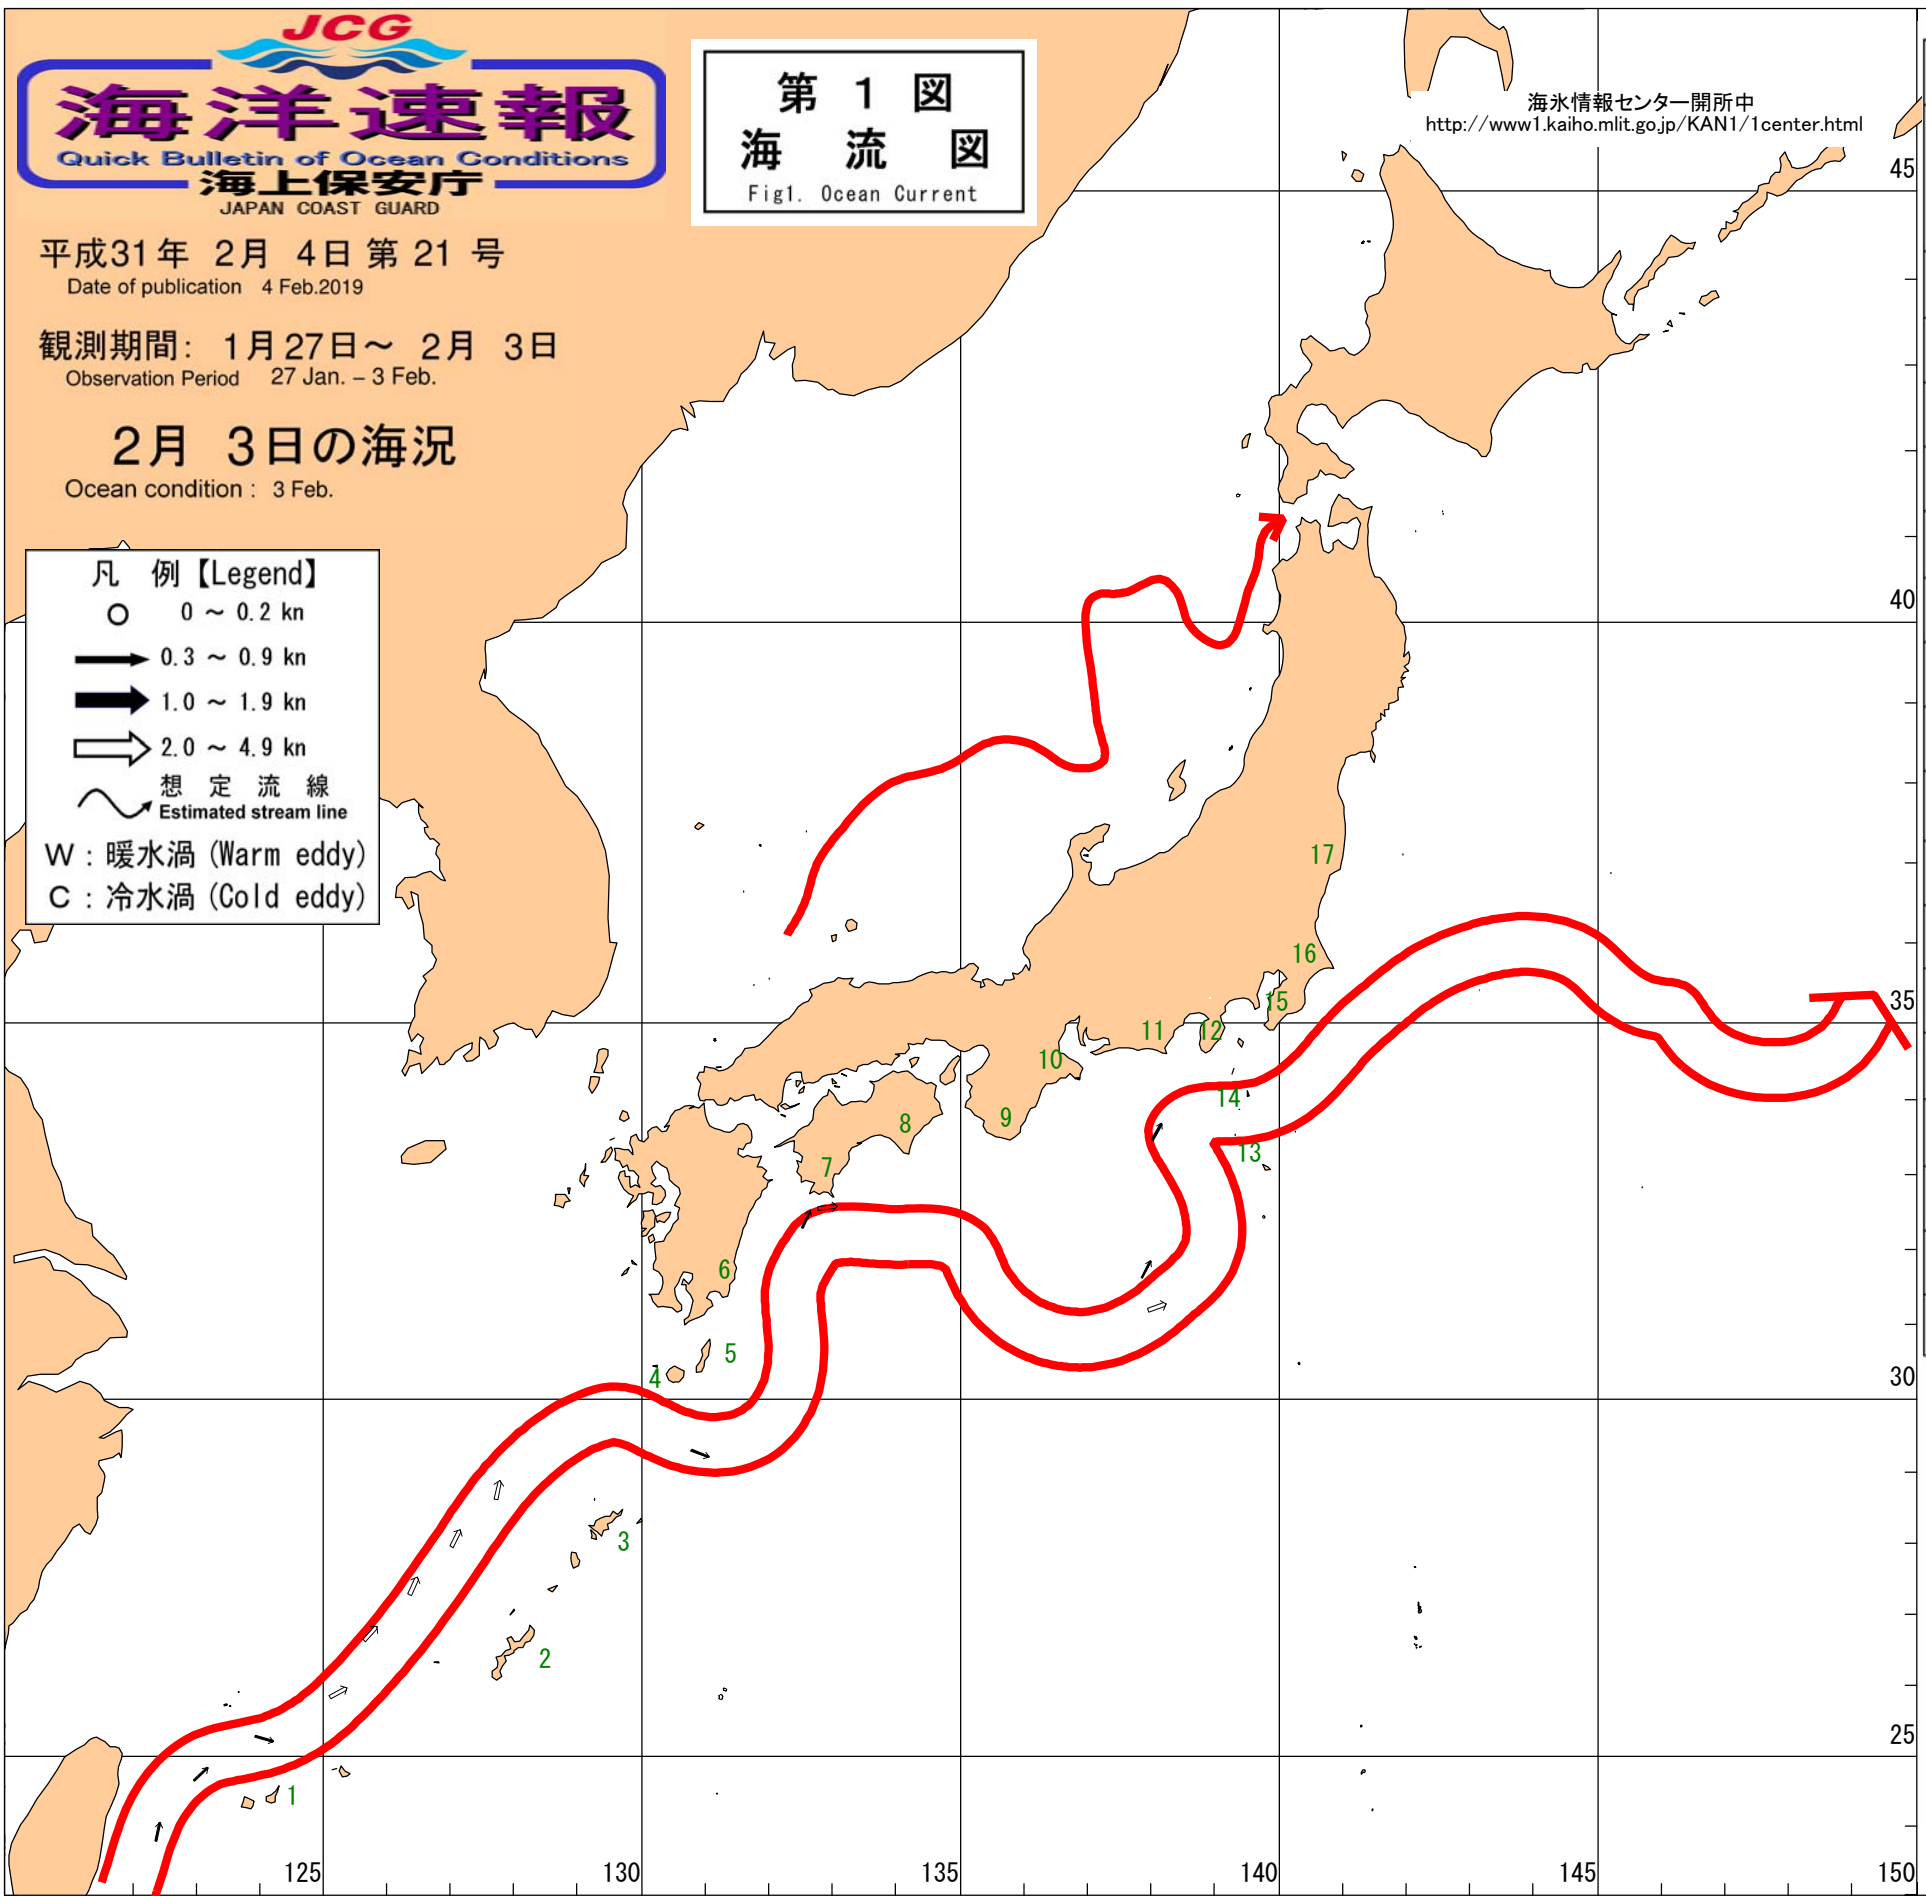 JCG
海洋速報
Quick Bulletin of Ocean Conditions
海上保安庁
JAPAN COAST GUARD
平成31年 2月 4日 第 21 号
Date of publication 4 Feb.2019
観測期間: 1月27日～ 2月 3日
Observation Period 27 Jan. – 3 Feb.
2月 3日の海況
Ocean condition : 3 Feb.
第 1 図
海 流 図
Fig1. Ocean Current
海氷情報センター開所中
http://www1.kaiho.mlit.go.jp/KAN1/1center.html
凡 例【Legend】
0 ～ 0.2 kn
0.3 ～ 0.9 kn
1.0 ～ 1.9 kn
2.0 ～ 4.9 kn
想 定 流 線
Estimated stream line
W : 暖水渦 (Warm eddy)
C : 冷水渦 (Cold eddy)
45
40
17
16
35
15
12
11
10
14
9
8
13
7
6
5
4
30
3
2
25
1
125
130
135
140
145
150